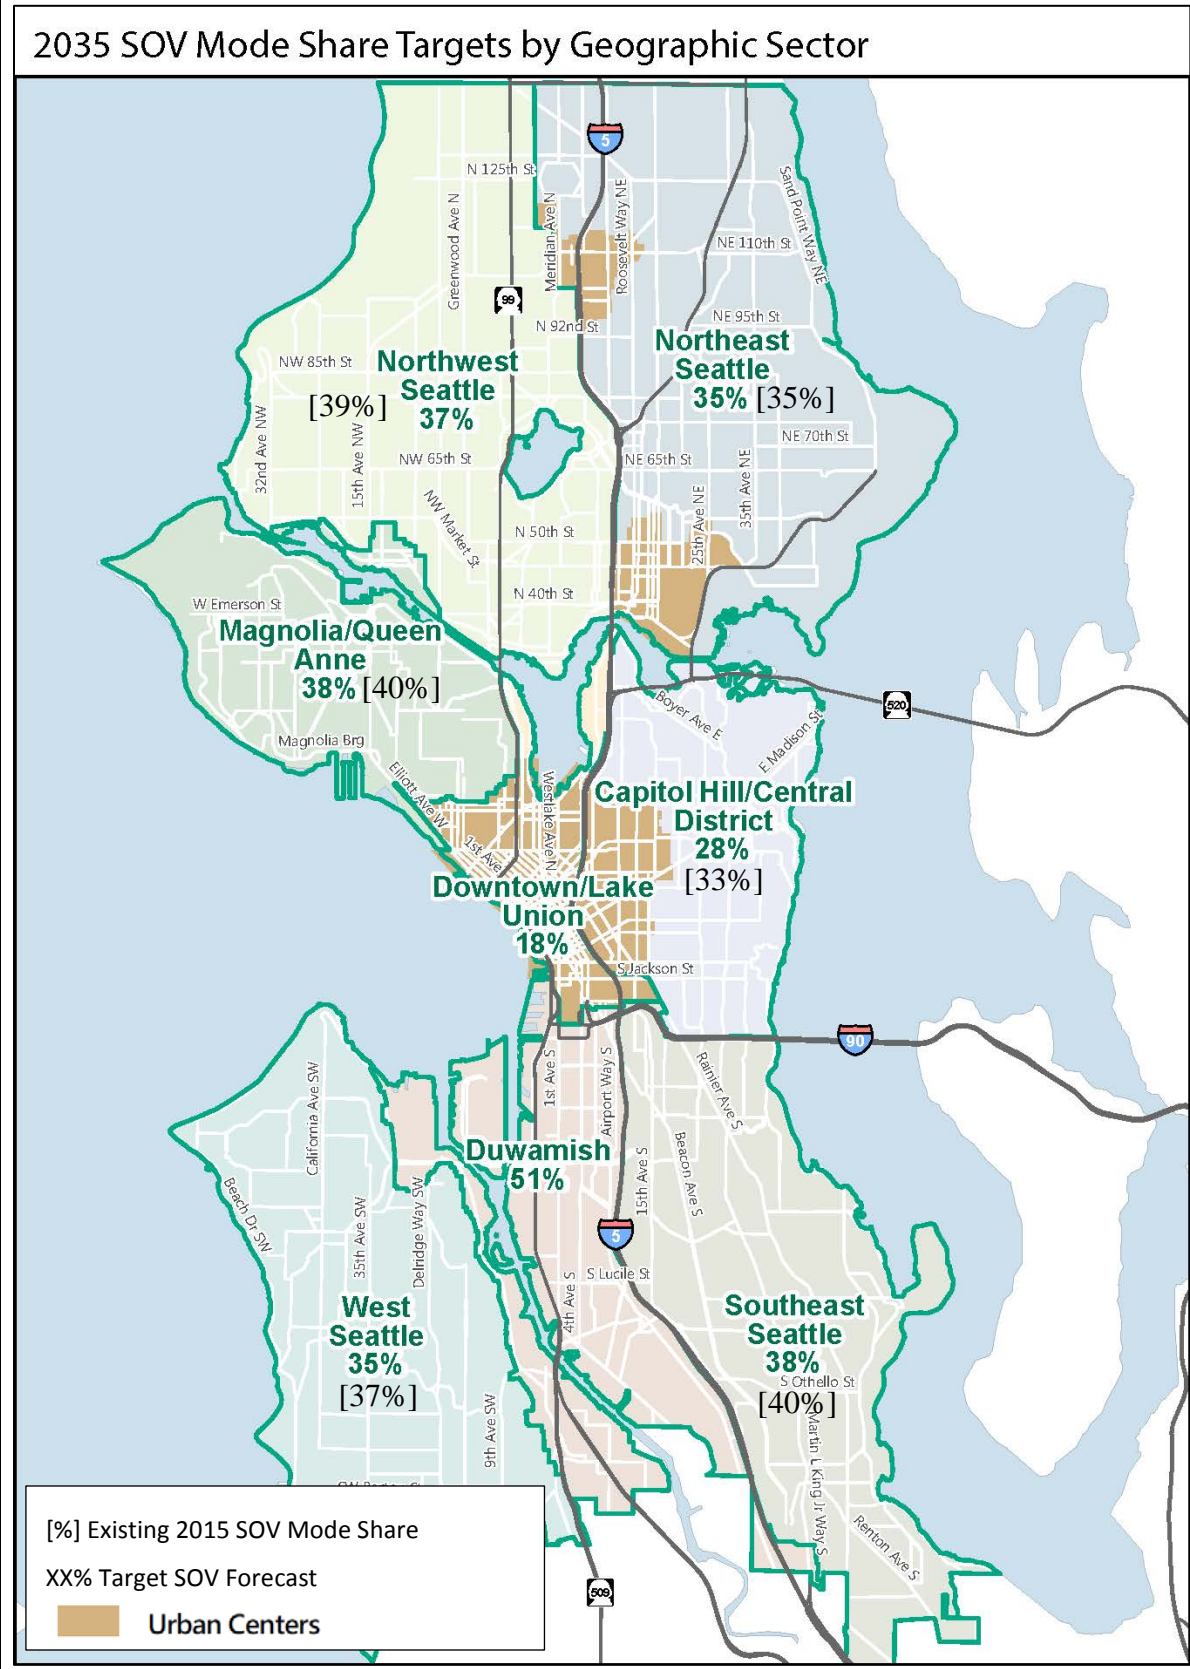 2035 SOV Mode Share Targets by Geographic Sector
5
N 125th St
Greenwood Ave N
Meridian Ave N
Roosevelt Way NE
Sand Point Way NE
NE 110th St
99
N 92nd St
NE 95th St
NW 85th St
Northwest
Seattle
37%
[39%]
Northeast
Seattle
35% [35%]
32nd Ave NW
15th Ave NW
NW 65th St
NE 65th St
NE 70th St
35th Ave NE
25th Ave NE
NW Market St
N 50th St
N 40th St
W Emerson St
Magnolia/Queen
Anne
38% [40%]
Magnolia Brg
Elliott Ave W
1st Ave
Westlake Ave N
Boyer Ave E
E Madison St
520
Capitol Hill/Central
District
28%
[33%]
Downtown/Lake
Union
18%
S Jackson St
90
1st Ave S
Airport Way S
Rainier Ave S
California Ave SW
Beach Dr SW
35th Ave SW
Delridge Way SW
Duwamish
51%
15th Ave S
Beacon Ave S
5
S Lucile St
4th Ave S
West
Seattle
35%
[37%]
9th Ave SW
Southeast
Seattle
38%
S Othello St
[40%]
Martin L King Jr Way S
Renton Ave S
509
[%] Existing 2015 SOV Mode Share
XX% Target SOV Forecast
Urban Centers